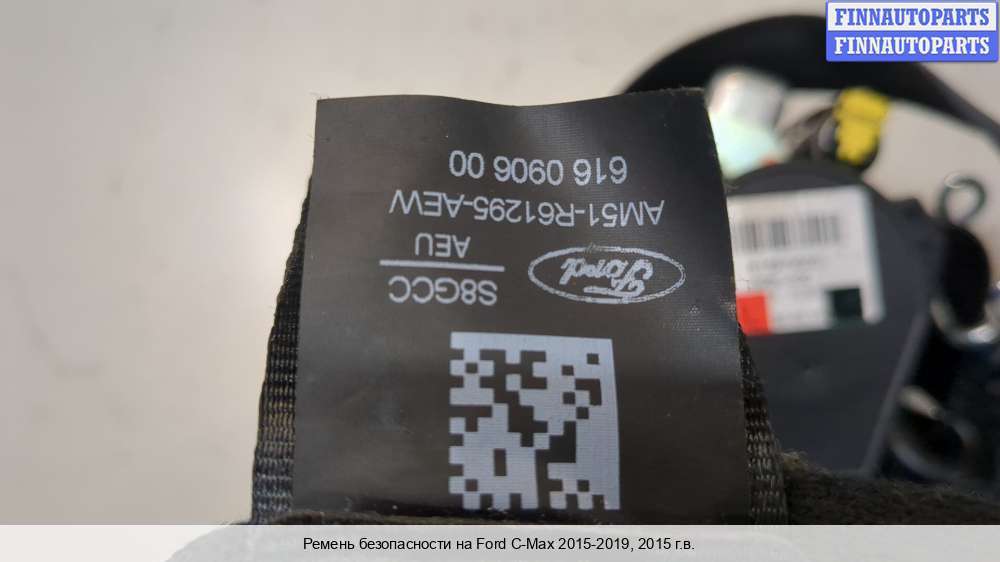 FINNAUTOPARTS
FINNAUTOPARTS
S8GCC
AEU
Ford
AM51-R61295-AEW
616 0906 00
Ремень безопасности на Ford C-Max 2015-2019, 2015 г.в.